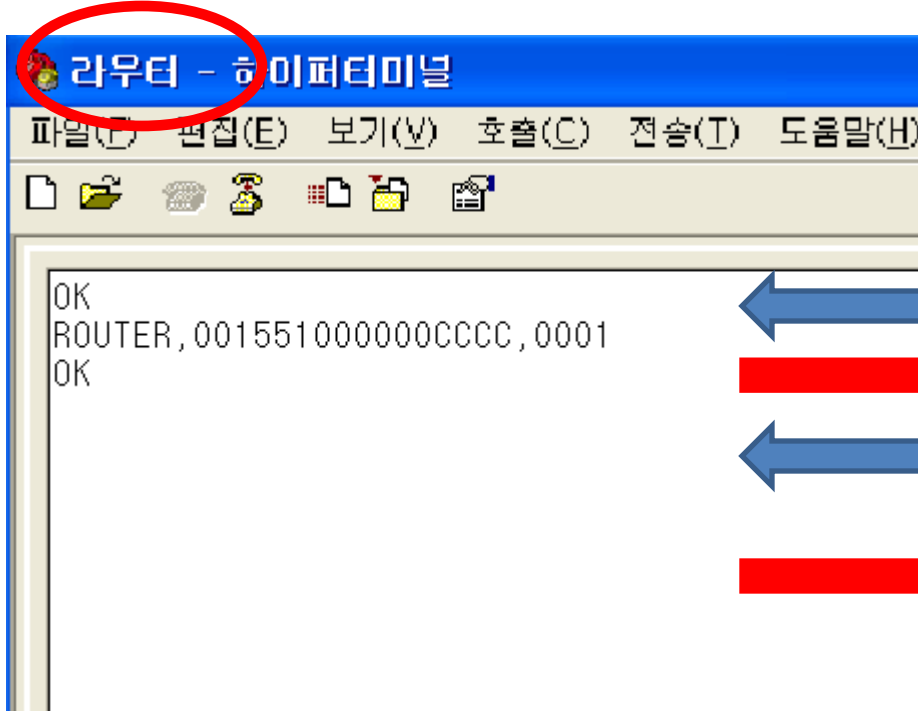 라우터 - 하이퍼터미널
파일(F) 편집(E) 보기(V) 호출(C) 전송(T) 도움말(H)
OK
ROUTER,001551000000CCCC,0001
OK